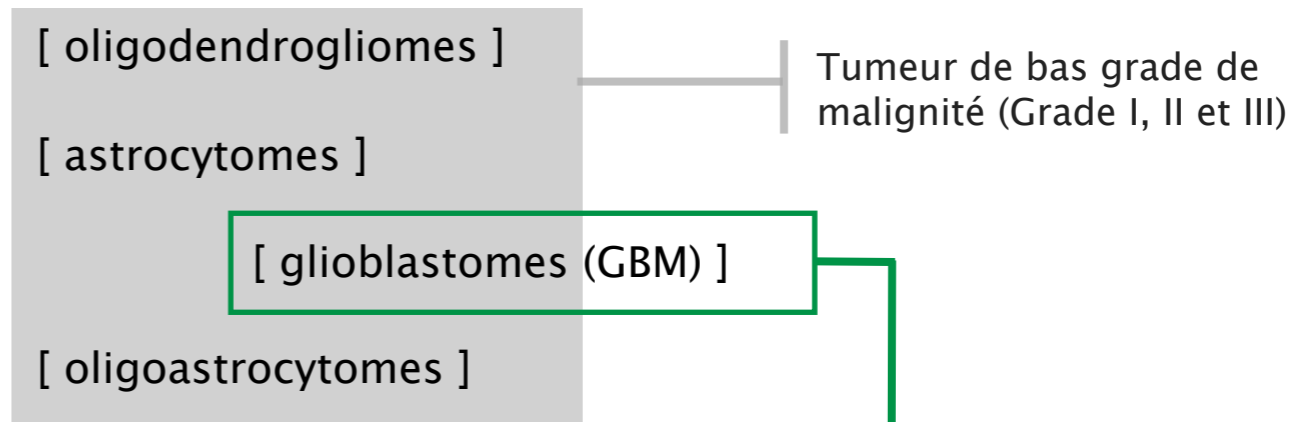 [ oligodendrogliomes ]
Tumeur de bas grade de
malignité (Grade I, II et III)
[ astrocytomes ]
[ glioblastomes (GBM) ]
[ oligoastrocytomes ]